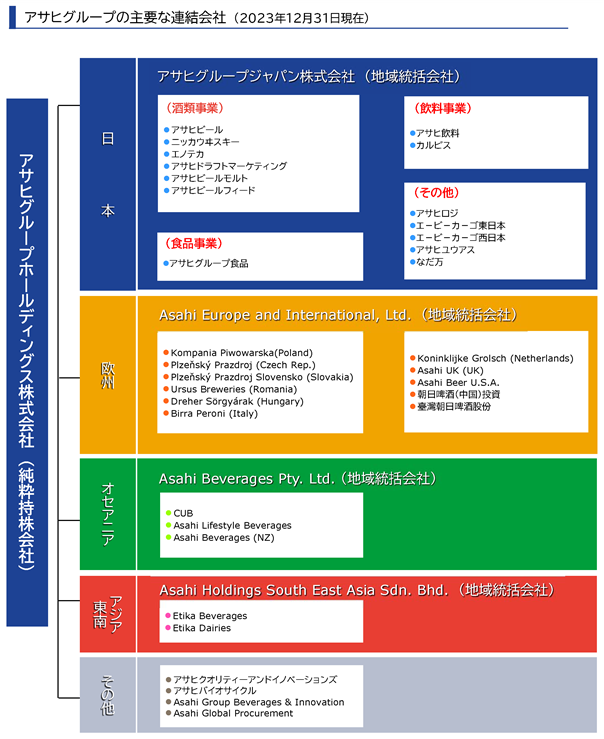 アサヒグループの主要な連結会社（2023年12月31日現在）
アサヒグループホールディングス株式会社（純粋持株会社）
日本
アサヒグループジャパン株式会社（地域統括会社）
（酒類事業）
アサヒビール
ニッカウヰスキー
エノテカ
アサヒドラフトマーケティング
アサヒビールモルト
アサヒビールフィード
（食品事業）
アサヒグループ食品
（飲料事業）
アサヒ飲料
カルピス
（その他）
アサヒロジ
エービーカーゴ東日本
エービーカーゴ西日本
アサヒユウアス
なだ万
欧州
Asahi Europe and International, Ltd.（地域統括会社）
Kompania Piwowarska(Poland)
Plzeňský Prazdroj (Czech Rep.)
Plzeňský Prazdroj Slovensko (Slovakia)
Ursus Breweries (Romania)
Dreher Sörgyárak (Hungary)
Birra Peroni (Italy)
Koninklijke Grolsch (Netherlands)
Asahi UK (UK)
Asahi Beer U.S.A.
朝日啤酒(中国)投資
臺灣朝日啤酒股份
オセアニア
Asahi Beverages Pty. Ltd.（地域統括会社）
CUB
Asahi Lifestyle Beverages
Asahi Beverages (NZ)
東南アジア
Asahi Holdings South East Asia Sdn. Bhd.（地域統括会社）
Etika Beverages
Etika Dairies
その他
アサヒクオリティーアンドイノベーションズ
アサヒバイオサイクル
Asahi Group Beverages & Innovation
Asahi Global Procurement